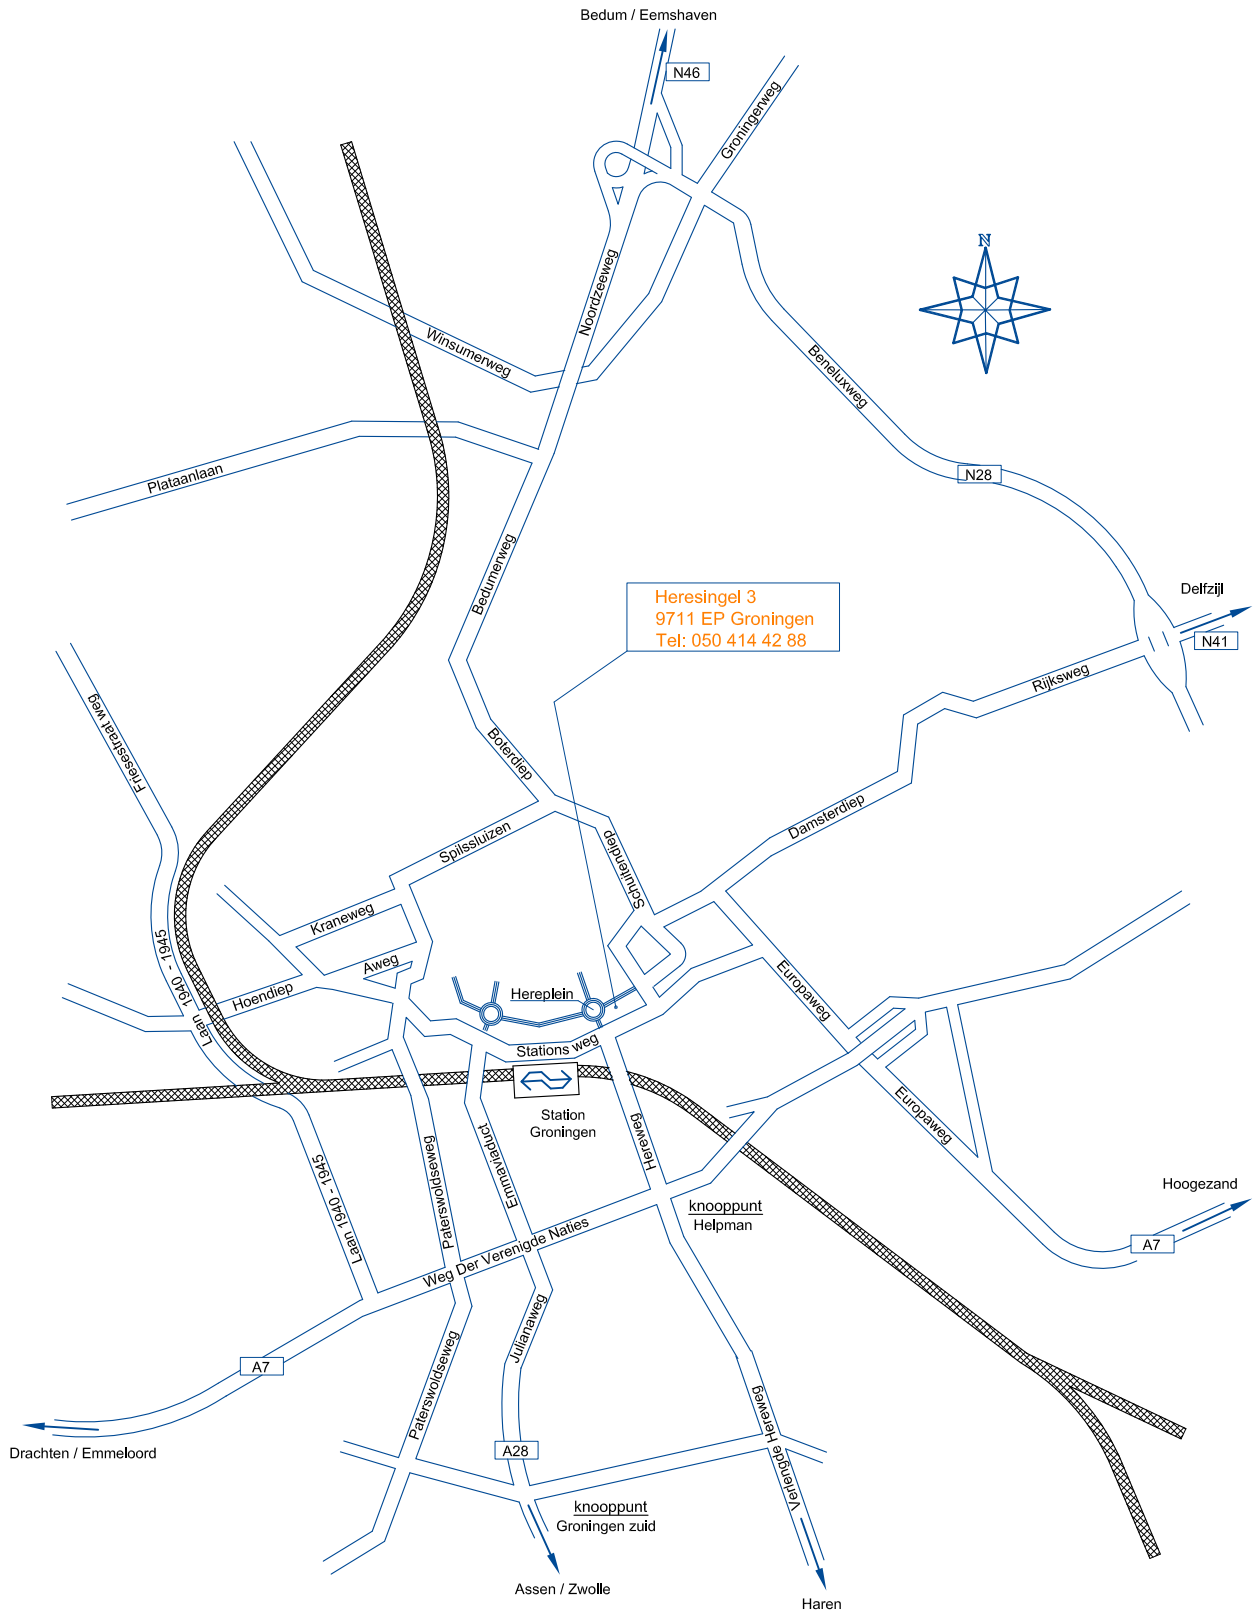 Bedum / Eemshaven
N46
Groningerweg
N
Noordzeeweg
Winsumerweg
Beneluxweg
Plataanlaan
N28
Bedumerweg
Heresingel 3
9711 EP Groningen
Tel: 050 414 42 88
Delfzijl
N41
Rijksweg
Friesestraat weg
Boterdiep
Damsterdiep
Spilssluizen
Schuitendiep
Kraneweg
Laan 1940 - 1945
Aweg
Hoendiep
Hereplein
Europaweg
Stations weg
Station
Groningen
Europaweg
Hereweg
Emmaviaduct
Paterswoldseweg
Laan 1940 - 1945
knooppunt
Helpman
Hoogezand
A7
Weg Der Verenigde Naties
Julianaweg
Paterswoldseweg
A7
Verlengde Hereweg
Drachten / Emmeloord
A28
knooppunt
Groningen zuid
Assen / Zwolle
Haren